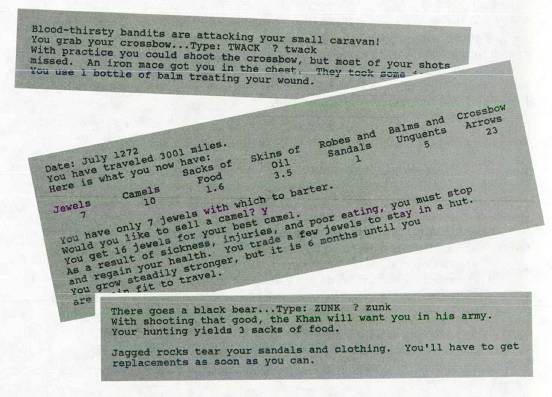 Blood-thirsty bandits are attacking your small caravan!
You grab your crossbow...Type: TWACK ? twack
With practice you could shoot the crossbow, but most of your shots
missed. An iron mace got you in the chest. They took some
You use 1 bottle of balm treating your wound.
Date: July 1272
You have traveled 3001 miles.
Here is what you now have:
Sacks of Skins of Robes and Balms and Crossbow
Jewels Camels Food Oil Sandals Unguents Arrows
7 10 1.6 3.5 1 5 23
You have only 7 jewels with which to barter.
Would you like to sell a camel? y
You get 16 jewels for your best camel.
As a result of sickness, injuries, and poor eating, you must stop
and regain your health. You trade a few jewels to stay in a hut.
You grow steadily stronger, but it is 6 months until you
are fit to travel.
There goes a black bear...Type: ZUNK ? zunk
With shooting that good, the Khan will want you in his army.
Your hunting yields 3 sacks of food.
Jagged rocks tear your sandals and clothing. You'll have to get
replacements as soon as you can.